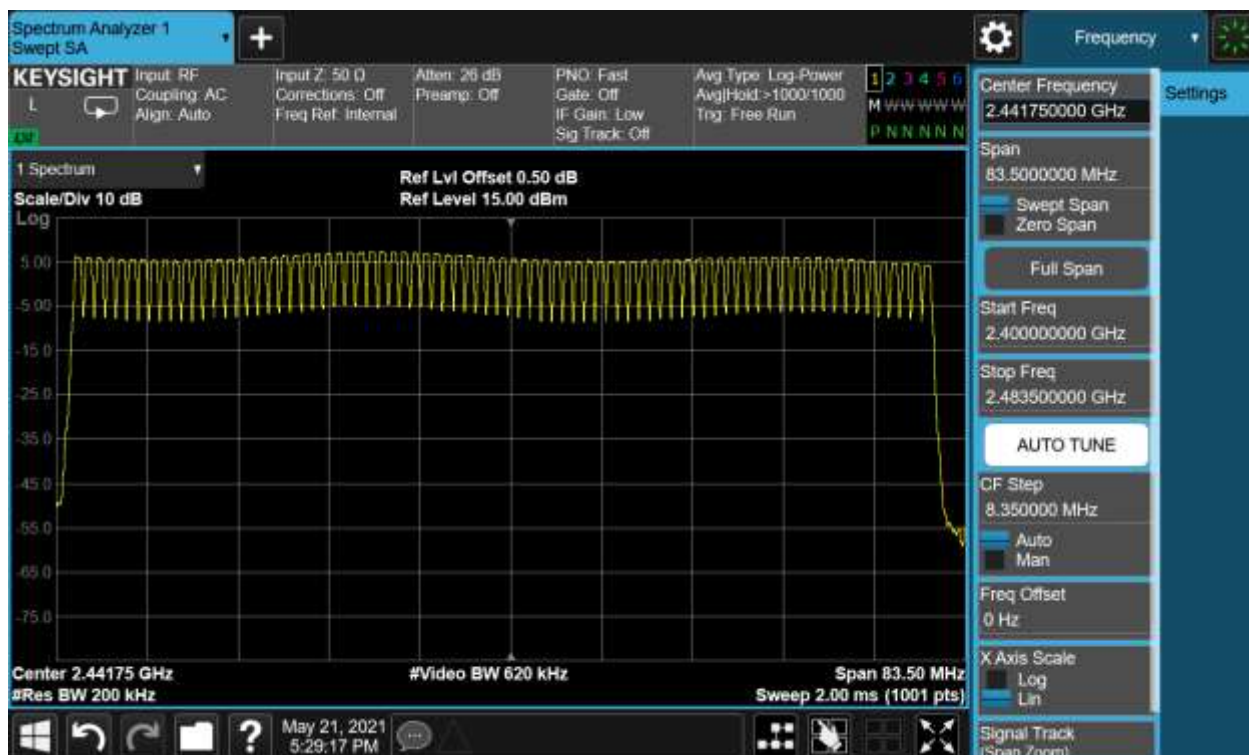 Spectrum Analyzer 1
Swept SA
+
Frequency
KEYSIGHT
L
Input: RF
Coupling: AC
Align: Auto
Input Z: 50 Ω
Corrections: Off
Freq Ref: Internal
Atten: 26 dB
Preamp: Off
PNO: Fast
Gate: Off
IF Gain: Low
Sig Track: Off
Avg Type: Log-Power
Avg|Hold:>1000/1000
Trig: Free Run
1 2 3 4 5 6
M W W W W W
P N N N N N
Settings
1 Spectrum
Scale/Div 10 dB
Log
Ref Lvl Offset 0.50 dB
Ref Level 15.00 dBm
5.00
-5.00
-15.0
-25.0
-35.0
-45.0
-55.0
-65.0
-75.0
Center 2.44175 GHz
#Res BW 200 kHz
#Video BW 620 kHz
Span 83.50 MHz
Sweep 2.00 ms (1001 pts)
Center Frequency
2.441750000 GHz
Span
83.5000000 MHz
Swept Span
Zero Span
Full Span
Start Freq
2.400000000 GHz
Stop Freq
2.483500000 GHz
AUTO TUNE
CF Step
8.350000 MHz
Auto
Man
Freq Offset
0 Hz
X Axis Scale
Log
Lin
Signal Track
(Span Zoom)
?
May 21, 2021
5:29:17 PM